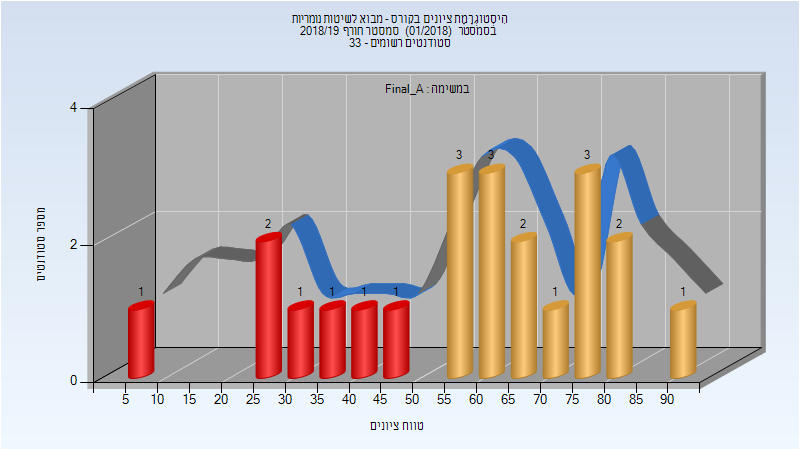 היסטוגרמת ציונים בקורס - מבוא לשיטות נומריות
בסמסטר (01/2018) סמסטר חורף 2018/19
סטודנטים רשומים - 33
במשימה : Final_A
מספר סטודנטים
4
2
0
1 2 1 1 1 1 3 3 2 1 3 2 1
5 10 15 20 25 30 35 40 45 50 55 60 65 70 75 80 85 90
טווח ציונים